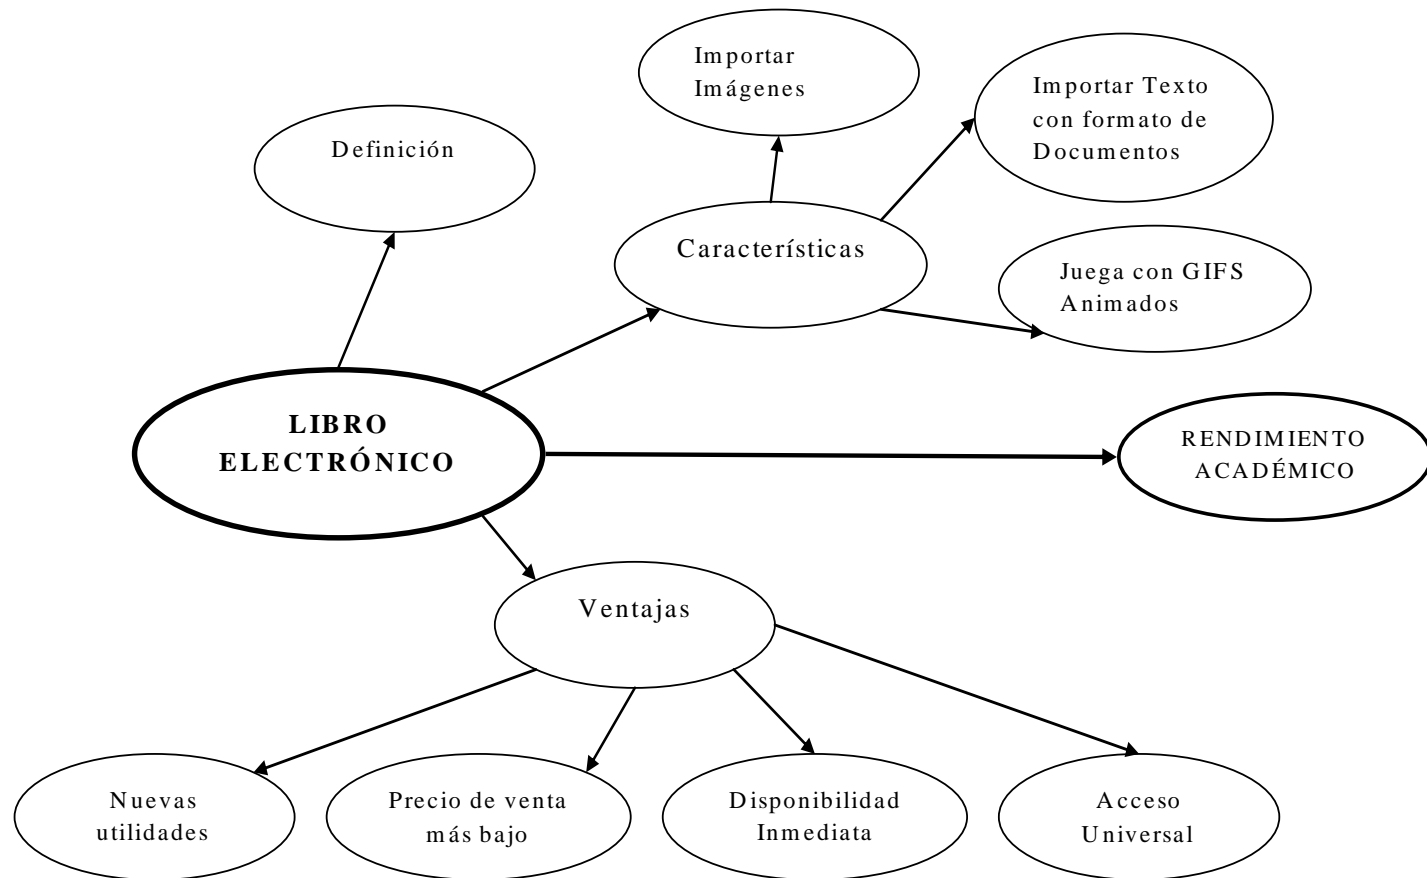 Importar
Imágenes
Importar Texto
con formato de
Documentos
Definición
Característísticas
Juega con GIFS
Animados
LIBRO
ELECTRÓNICO
RENDIMIENTO
ACADÉMICO
Ventajas
Nuevas
utilidades
Precio de venta
más bajo
Disponibilidad
Inmediata
Acceso
Universal